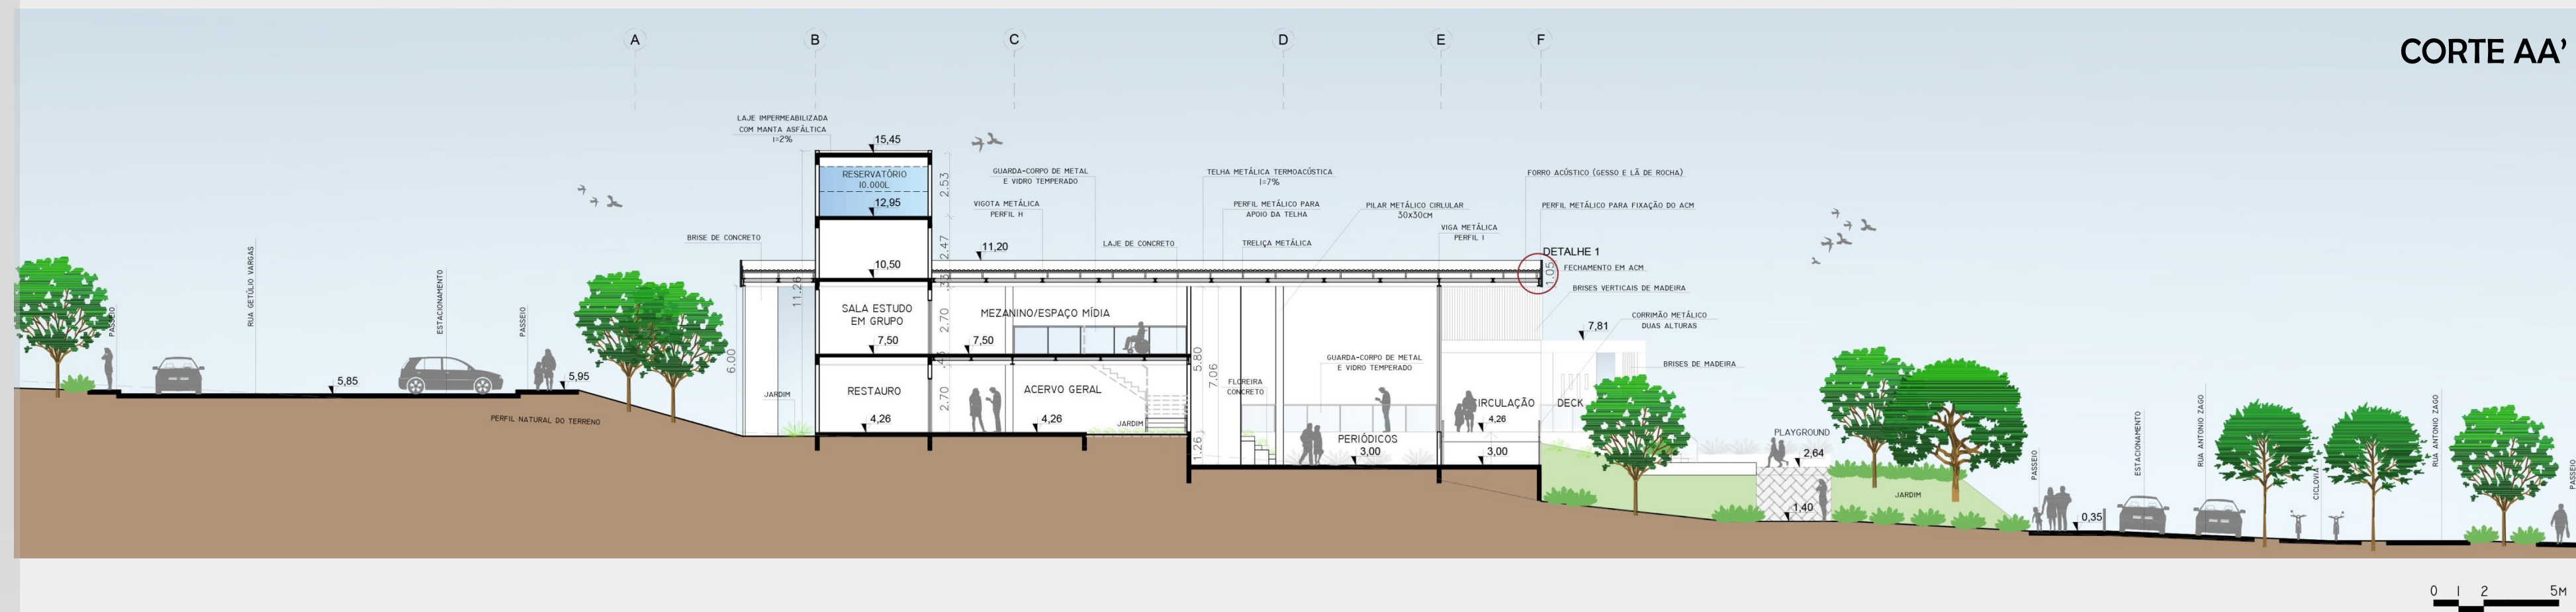 CORTE AA'
A
B
C
D
E
F
LAJE IMPERMEABILIZADA
COM MANTA ASFÁLTICA
I=2%
15,45
RESERVATÓRIO
10.000L
12,95
2.53
2.47
10,50
11,20
11.26
GUARDA-CORPO DE METAL
E VIDRO TEMPERADO
VIGOTA METÁLICA
PERFIL H
BRISE DE CONCRETO
LAJE DE CONCRETO
TELHA METÁLICA TERMOACÚSTICA
I=7%
PERFIL METÁLICO PARA
APOIO DA TELHA
TRELIÇA METÁLICA
PILAR METÁLICO CIRLULAR
30x30CM
VIGA METÁLICA
PERFIL I
FORRO ACÚSTICO (GESSO E LÃ DE ROCHA)
PERFIL METÁLICO PARA FIXAÇÃO DO ACM
DETALHE 1
1.05
FECHAMENTO EM ACM
BRISES VERTICAIS DE MADEIRA
CORRIMÃO METÁLICO
DUAS ALTURAS
7,81
BRISES DE MADEIRA
PASSEIO
RUA GETÚLIO VARGAS
ESTACIONAMENTO
PASSEIO
5,85
5,95
PERFIL NATURAL DO TERRENO
6.00
JARDIM
SALA ESTUDO
EM GRUPO
7,50
2.70
MEZANINO/ESPAÇO MÍDIA
7,50
RESTAURO
4,26
2.70
ACERVO GERAL
4,26
JARDIM
5.80
7.06
1.26
FLOREIRA
CONCRETO
GUARDA-CORPO DE METAL
E VIDRO TEMPERADO
PERIÓDICOS
3,00
CIRCULAÇÃO
4,26
3,00
DECK
PLAYGROUND
2,64
1,40
JARDIM
PASSEIO
0,35
ESTACIONAMENTO
RUA ANTONIO ZAGO
CICLOVIA
RUA ANTONIO ZAGO
PASSEIO
0 1 2 5M